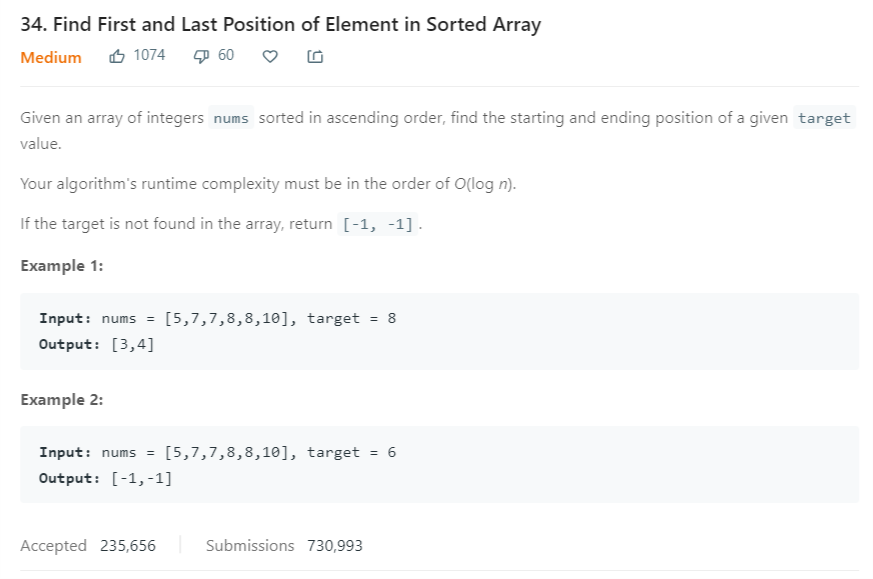 34. Find First and Last Position of Element in Sorted Array
Medium 1074 60
Given an array of integers nums sorted in ascending order, find the starting and ending position of a given target
value.
Your algorithm's runtime complexity must be in the order of O(log n).
If the target is not found in the array, return [-1, -1].
Example 1:
Input: nums = [5,7,7,8,8,10], target = 8
Output: [3,4]
Example 2:
Input: nums = [5,7,7,8,8,10], target = 6
Output: [-1,-1]
Accepted 235,656 Submissions 730,993